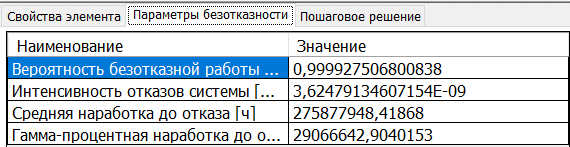 Свойства элемента Параметры безотказности Пошаговое решение
Наименование Значение
Вероятность безотказной работы ... 0,999927506800838
Интенсивность отказов системы [... 3,62479134607154E-09
Средняя наработка до отказа [ч] 275877948,41868
Гамма-процентная наработка до о... 29066642,9040153